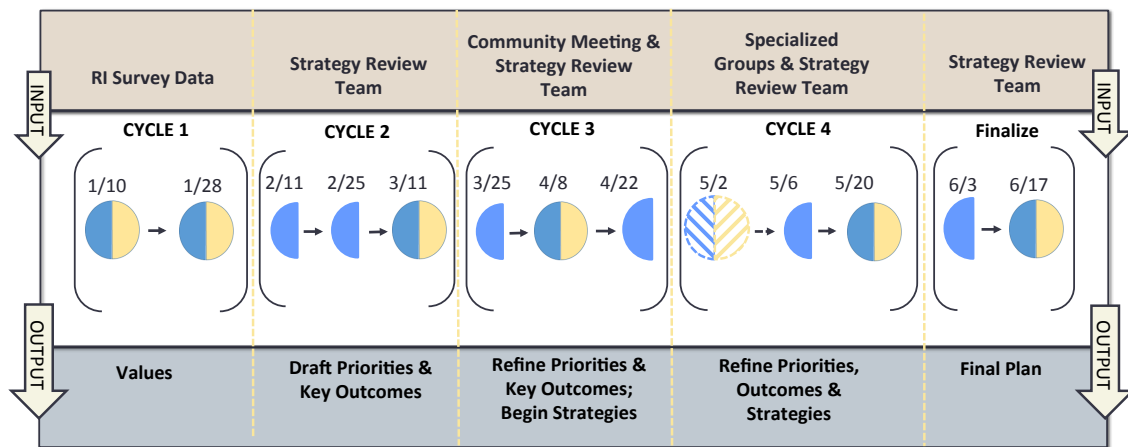 RI Survey Data
Strategy Review
Team
Community Meeting &
Strategy Review
Team
Specialized
Groups & Strategy
Review Team
Strategy Review
Team
INPUT
INPUT
CYCLE 1
CYCLE 2
CYCLE 3
CYCLE 4
Finalize
1/10
1/28
2/11
2/25
3/11
3/25
4/8
4/22
5/2
5/6
5/20
6/3
6/17
OUTPUT
OUTPUT
Values
Draft Priorities &
Key Outcomes
Refine Priorities &
Key Outcomes;
Begin Strategies
Refine Priorities,
Outcomes &
Strategies
Final Plan